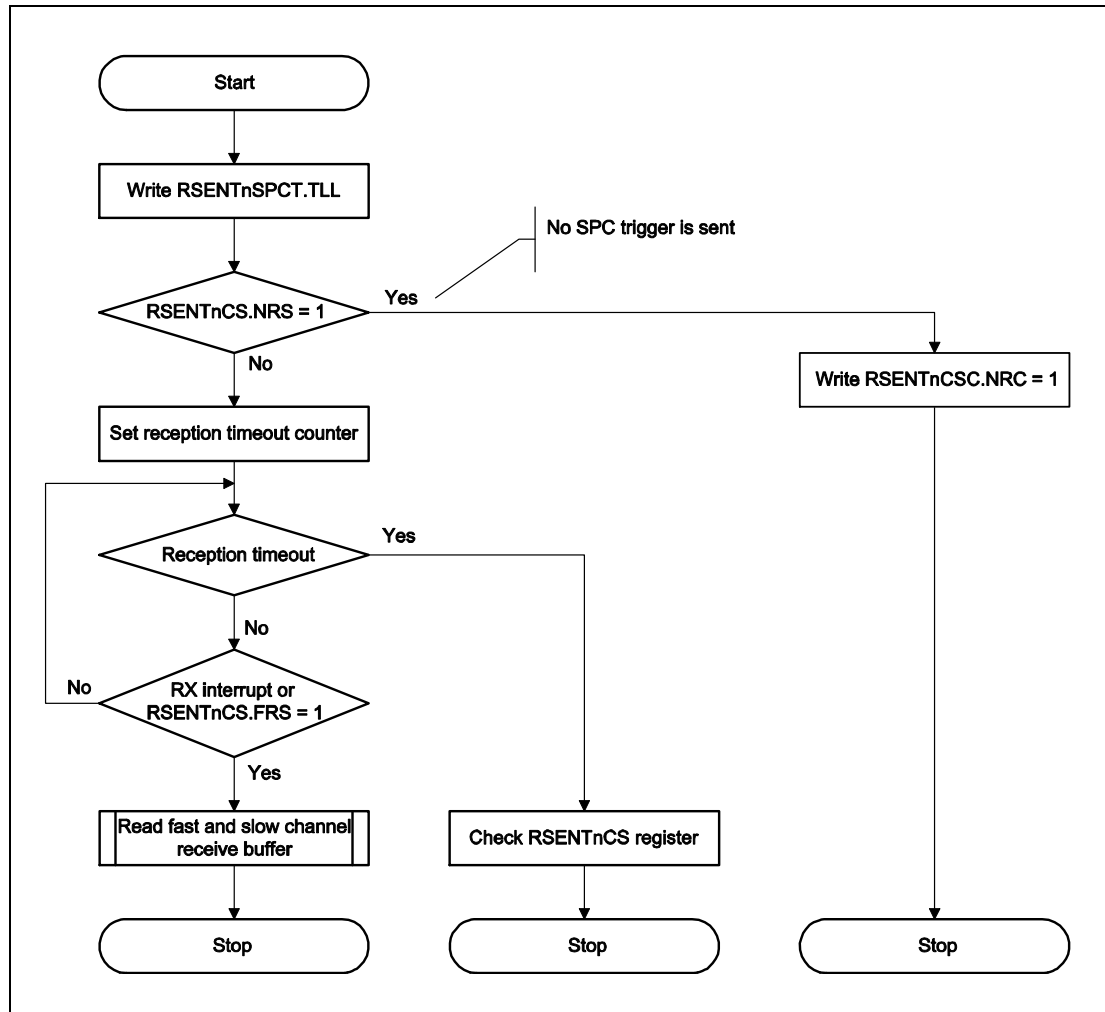 Start
Write RSENTnSPCT.TLL
No SPC trigger is sent
RSENTnCS.NRS = 1
Yes
No
Write RSENTnCSC.NRC = 1
Set reception timeout counter
Reception timeout
Yes
No
RX interrupt or
RSENTnCS.FRS = 1
No
Yes
Read fast and slow channel
receive buffer
Check RSENTnCS register
Stop
Stop
Stop